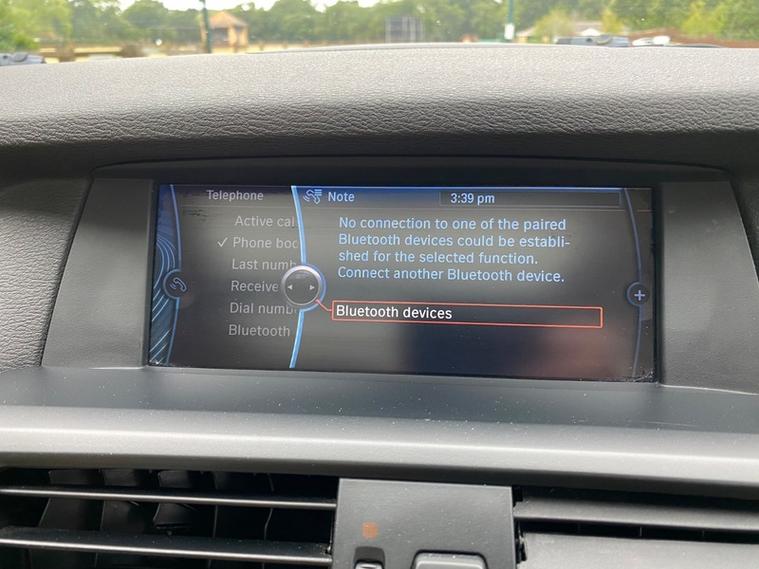 Telephone
Note
3:39 pm
Active cal
Phone boo
Last numb
Receive
Dial numb
Bluetooth
No connection to one of the paired
Bluetooth devices could be establi-
shed for the selected function.
Connect another Bluetooth device.
Bluetooth devices